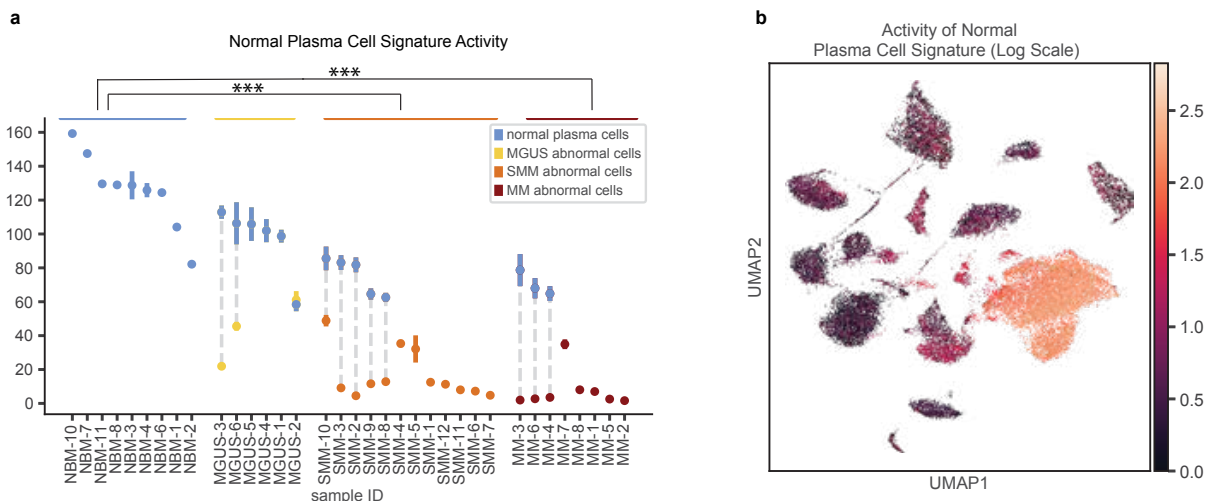 a
Normal Plasma Cell Signature Activity
***
***
normal plasma cells
MGUS abnormal cells
SMM abnormal cells
MM abnormal cells
160
140
120
100
80
60
40
20
0
NBM-10
NBM-7
NBM-11
NBM-8
NBM-3
NBM-4
NBM-6
NBM-1
NBM-2
MGUS-3
MGUS-6
MGUS-5
MGUS-4
MGUS-1
MGUS-2
SMM-10
SMM-3
SMM-2
SMM-9
SMM-8
SMM-4
SMM-5
SMM-1
SMM-12
SMM-11
SMM-6
SMM-7
MM-3
MM-6
MM-4
MM-7
MM-8
MM-1
MM-5
MM-2
sample ID
b
Activity of Normal
Plasma Cell Signature (Log Scale)
UMAP2
UMAP1
2.5
2.0
1.5
1.0
0.5
0.0